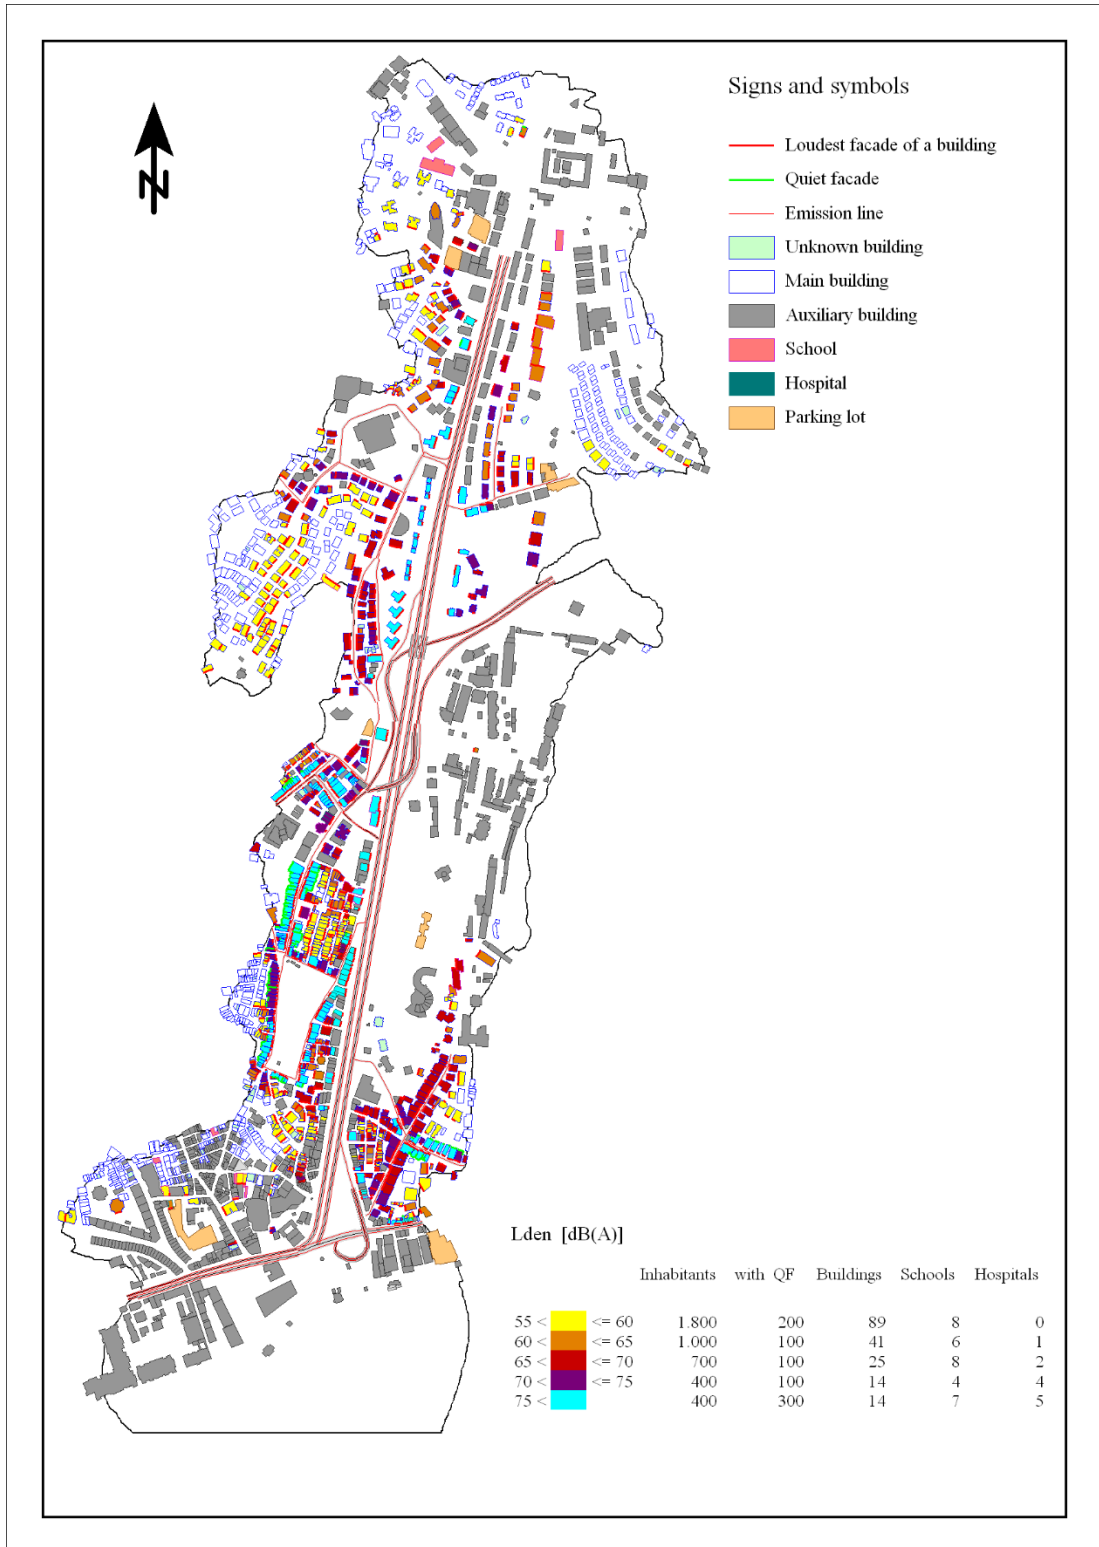 N
Signs and symbols
Loudest facade of a building
Quiet facade
Emission line
Unknown building
Main building
Auxiliary building
School
Hospital
Parking lot
Lden [dB(A)]
Inhabitants with QF Buildings Schools Hospitals
55 < <= 60 1.800 200 89 8 0
60 < <= 65 1.000 100 41 6 1
65 < <= 70 700 100 25 8 2
70 < <= 75 400 100 14 4 4
75 < 400 300 14 7 5